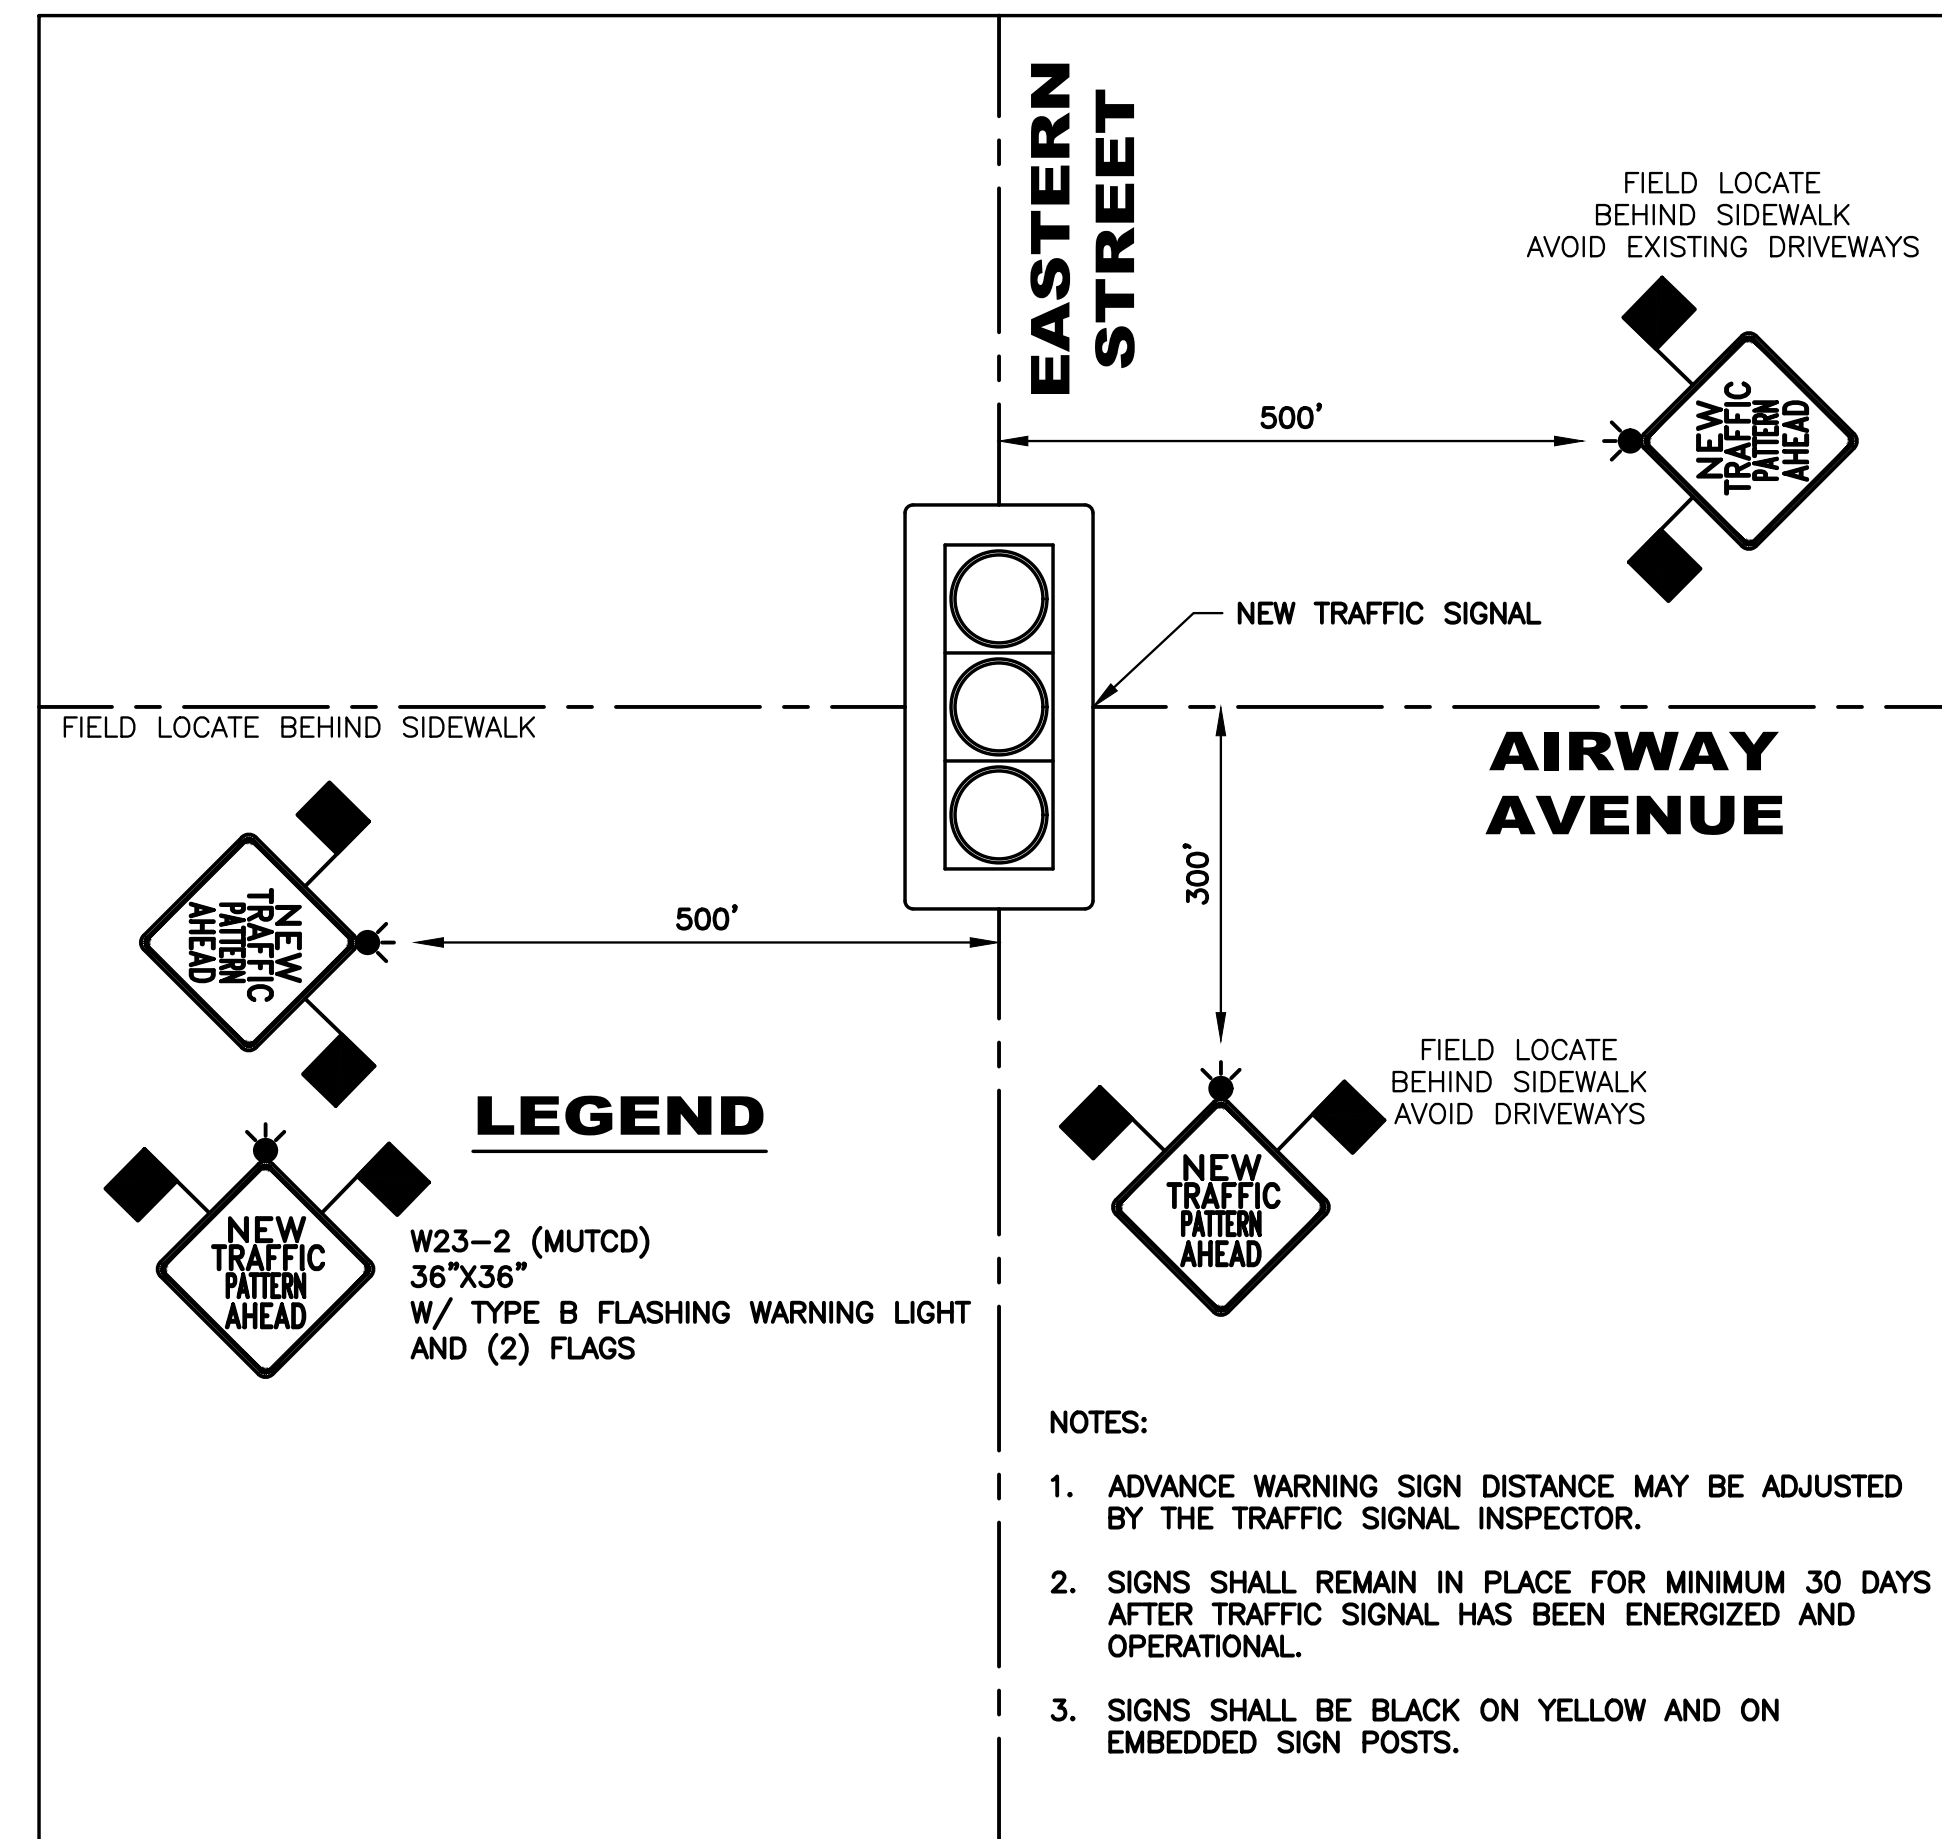 EASTERN
STREET
FIELD LOCATE
BEHIND SIDEWALK
AVOID EXISTING DRIVEWAYS
500'
NEW
TRAFFIC
PATTERN
AHEAD
NEW TRAFFIC SIGNAL
FIELD LOCATE BEHIND SIDEWALK
AIRWAY
AVENUE
300'
NEW
TRAFFIC
PATTERN
AHEAD
500'
FIELD LOCATE
BEHIND SIDEWALK
AVOID DRIVEWAYS
NEW
TRAFFIC
PATTERN
AHEAD
LEGEND
NEW
TRAFFIC
PATTERN
AHEAD
W23-2 (MUTCD)
36"X36"
W/ TYPE B FLASHING WARNING LIGHT
AND (2) FLAGS
NOTES:
1. ADVANCE WARNING SIGN DISTANCE MAY BE ADJUSTED
BY THE TRAFFIC SIGNAL INSPECTOR.
2. SIGNS SHALL REMAIN IN PLACE FOR MINIMUM 30 DAYS
AFTER TRAFFIC SIGNAL HAS BEEN ENERGIZED AND
OPERATIONAL.
3. SIGNS SHALL BE BLACK ON YELLOW AND ON
EMBEDDED SIGN POSTS.